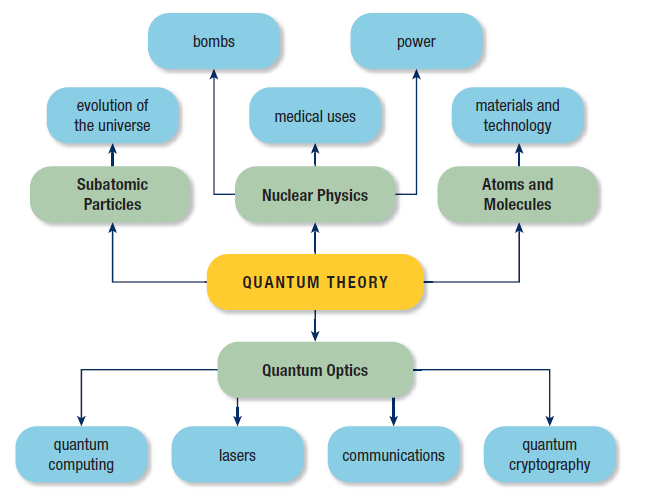 bombs
power
evolution of
the universe
medical uses
materials and
technology
Subatomic
Particles
Nuclear Physics
Atoms and
Molecules
QUANTUM THEORY
Quantum Optics
quantum
computing
lasers
communications
quantum
cryptography